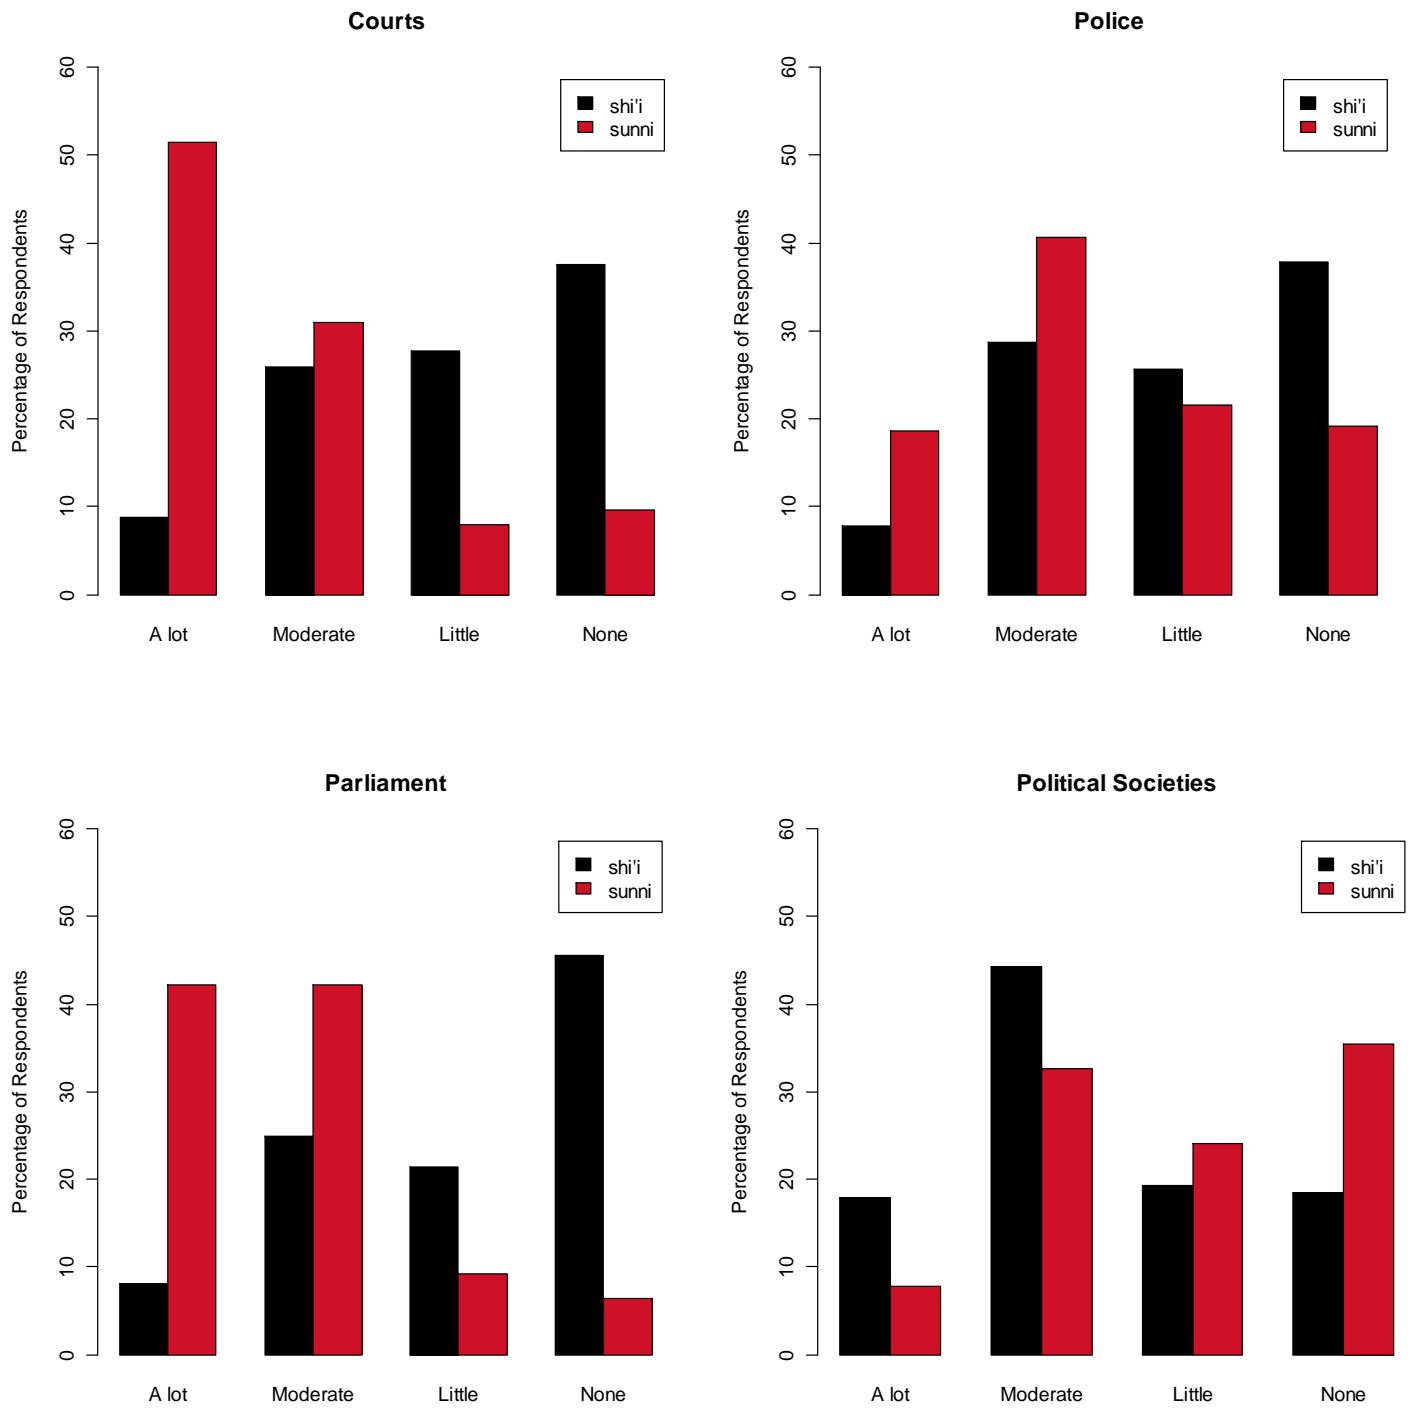 Courts
Percentage of Respondents
60
50
40
30
20
10
0
shi'i
sunni
A lot Moderate Little None
Police
Percentage of Respondents
60
50
40
30
20
10
0
shi'i
sunni
A lot Moderate Little None
Parliament
Percentage of Respondents
60
50
40
30
20
10
0
shi'i
sunni
A lot Moderate Little None
Political Societies
Percentage of Respondents
60
50
40
30
20
10
0
shi'i
sunni
A lot Moderate Little None